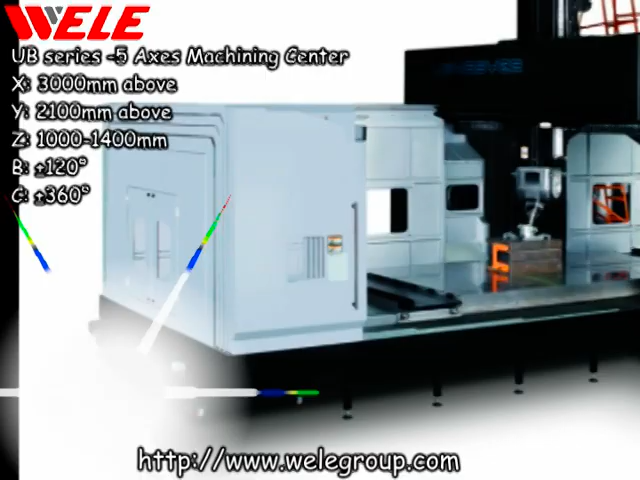 WELE
UB series -5 Axes Machining Center
X: 3000mm above
Y: 2100mm above
Z: 1000-1400mm
B: ±120°
C: ±360°
http://www.welegroup.com